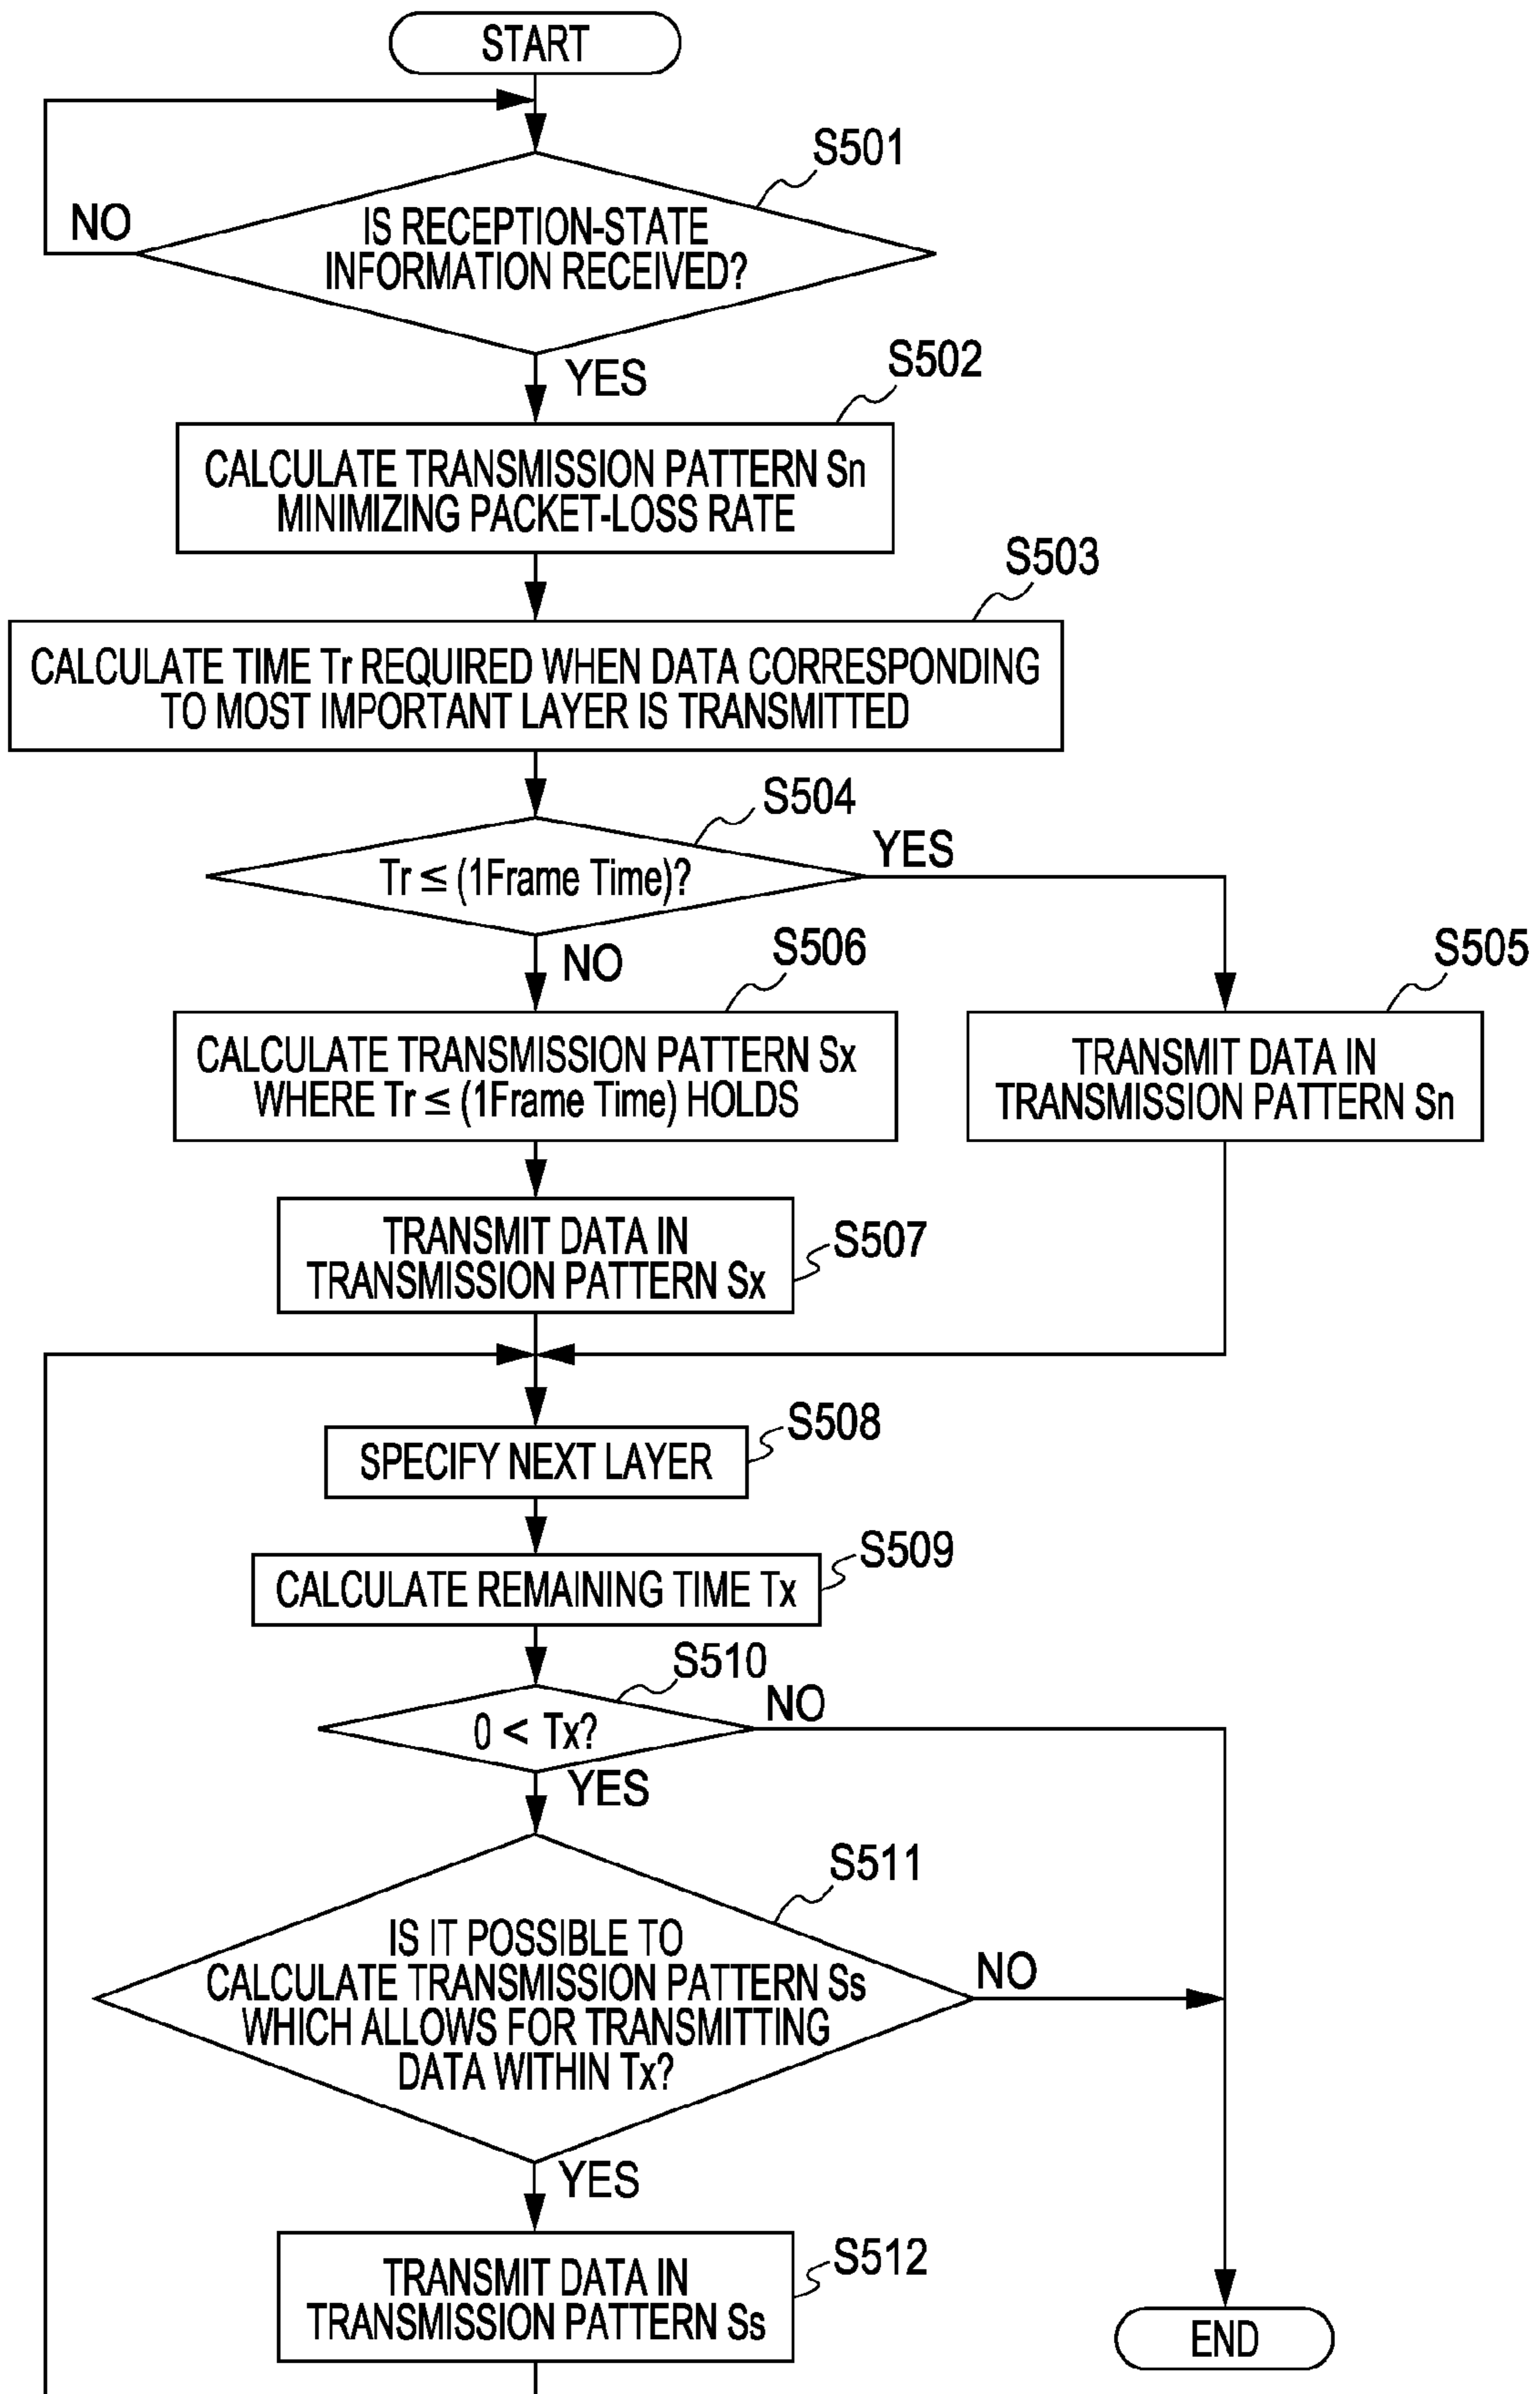 START
S501
NO
IS RECEPTION-STATE
INFORMATION RECEIVED?
YES
S502
CALCULATE TRANSMISSION PATTERN Sn
MINIMIZING PACKET-LOSS RATE
S503
CALCULATE TIME Tr REQUIRED WHEN DATA CORRESPONDING
TO MOST IMPORTANT LAYER IS TRANSMITTED
S504
Tr ≤ (1Frame Time)?
YES
NO
S506
S505
CALCULATE TRANSMISSION PATTERN Sx
WHERE Tr ≤ (1Frame Time) HOLDS
TRANSMIT DATA IN
TRANSMISSION PATTERN Sn
TRANSMIT DATA IN
TRANSMISSION PATTERN Sx
S507
S508
SPECIFY NEXT LAYER
S509
CALCULATE REMAINING TIME Tx
S510
0 < Tx?
NO
YES
S511
IS IT POSSIBLE TO
CALCULATE TRANSMISSION PATTERN Ss
WHICH ALLOWS FOR TRANSMITTING
DATA WITHIN Tx?
NO
YES
S512
TRANSMIT DATA IN
TRANSMISSION PATTERN Ss
END